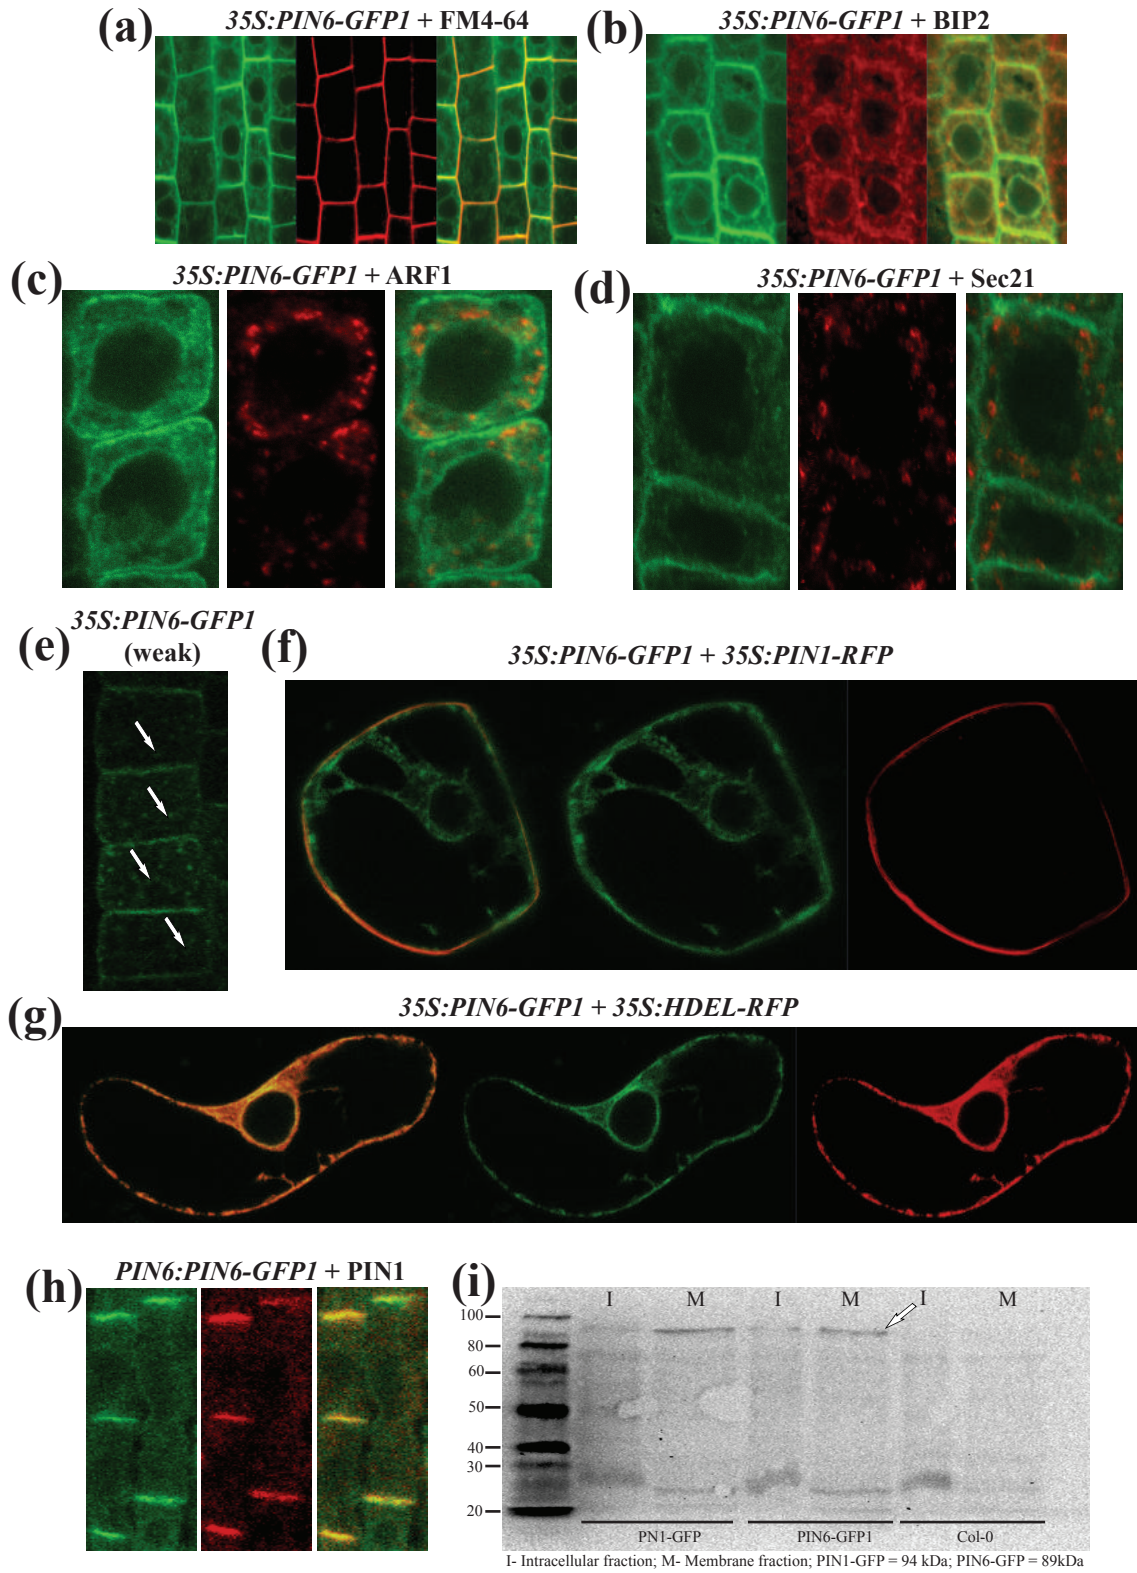 (a) 35S:PIN6-GFP1 + FM4-64
(b) 35S:PIN6-GFP1 + BIP2
(c) 35S:PIN6-GFP1 + ARF1
(d) 35S:PIN6-GFP1 + Sec21
(e) 35S:PIN6-GFP1
(weak)
(f) 35S:PIN6-GFP1 + 35S:PIN1-RFP
(g) 35S:PIN6-GFP1 + 35S:HDEL-RFP
(h) PIN6:PIN6-GFP1 + PIN1
(i)
I M I M I M
100
80
60
50
40
30
20
PN1-GFP PIN6-GFP1 Col-0
I- Intracellular fraction; M- Membrane fraction; PIN1-GFP = 94 kDa; PIN6-GFP = 89kDa